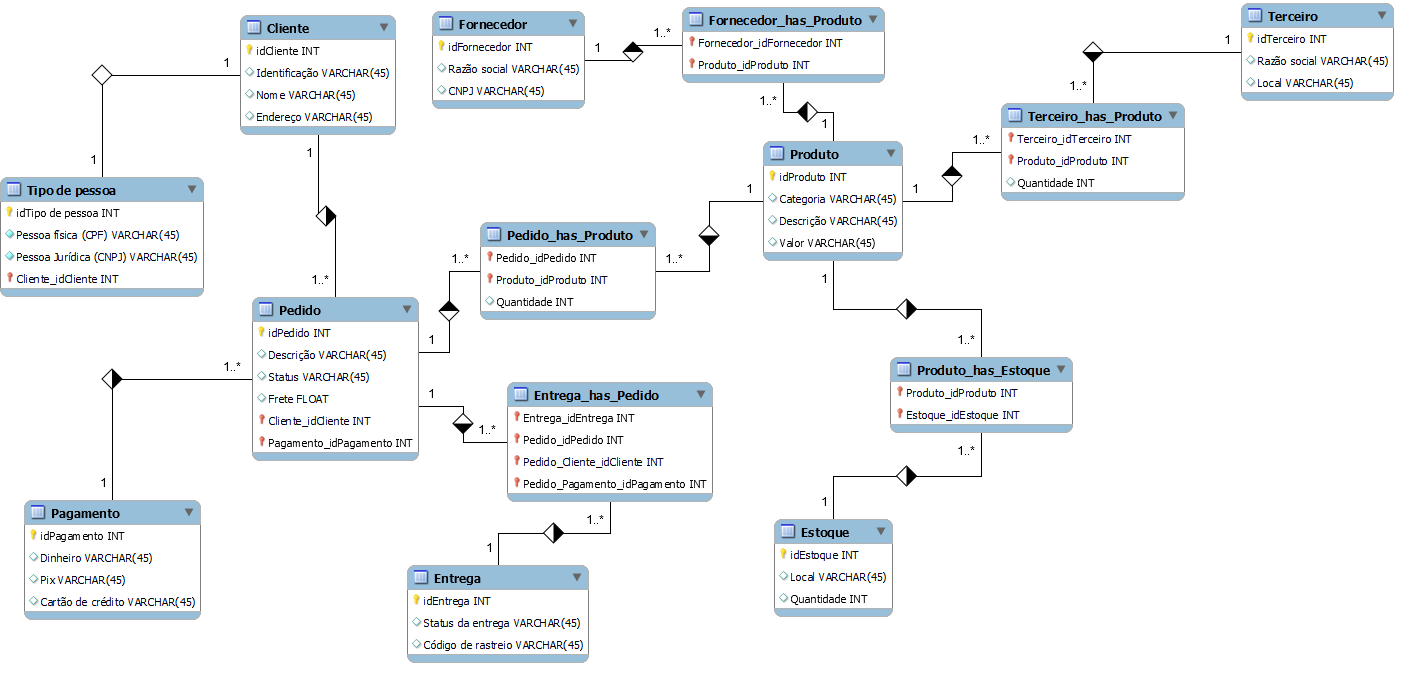 Cliente
idCliente INT
Identificação VARCHAR(45)
Nome VARCHAR(45)
Endereço VARCHAR(45)
1
1
1
1..*
Tipo de pessoa
idTipo de pessoa INT
Pessoa física (CPF) VARCHAR(45)
Pessoa Jurídica (CNPJ) VARCHAR(45)
Cliente_idCliente INT
Fornecedor
idFornecedor INT
Razão social VARCHAR(45)
CNPJ VARCHAR(45)
1
1..*
Fornecedor_has_Produto
Fornecedor_idFornecedor INT
Produto_idProduto INT
1..*
1
Terceiro
idTerceiro INT
Razão social VARCHAR(45)
Local VARCHAR(45)
1
1..*
Terceiro_has_Produto
Terceiro_idTerceiro INT
Produto_idProduto INT
Quantidade INT
1..*
1
Produto
idProduto INT
Categoria VARCHAR(45)
Descrição VARCHAR(45)
Valor VARCHAR(45)
1
1..*
Pedido_has_Produto
Pedido_idPedido INT
Produto_idProduto INT
Quantidade INT
1..*
1
Pedido
idPedido INT
Descrição VARCHAR(45)
Status VARCHAR(45)
Frete FLOAT
Cliente_idCliente INT
Pagamento_idPagamento INT
1..*
1
Pagamento
idPagamento INT
Dinheiro VARCHAR(45)
Pix VARCHAR(45)
Cartão de crédito VARCHAR(45)
1
1..*
Entrega_has_Pedido
Entrega_idEntrega INT
Pedido_idPedido INT
Pedido_Cliente_idCliente INT
Pedido_Pagamento_idPagamento INT
1..*
1
Entrega
idEntrega INT
Status da entrega VARCHAR(45)
Código de rastreio VARCHAR(45)
1
1..*
Produto_has_Estoque
Produto_idProduto INT
Estoque_idEstoque INT
1..*
1
Estoque
idEstoque INT
Local VARCHAR(45)
Quantidade INT